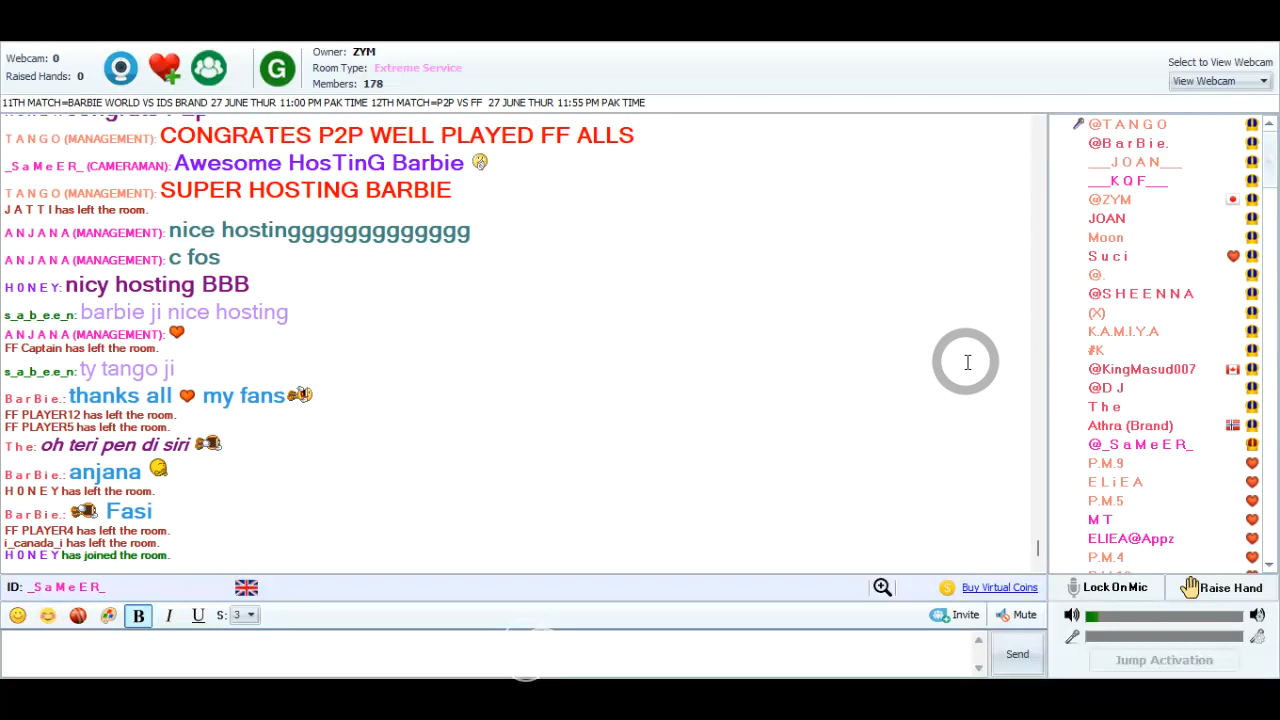 Webcam: 0
Raised Hands: 0
G
Owner: ZYM
Room Type: Extreme Service
Members: 178
Select to View Webcam
View Webcam
11TH MATCH=BARBIE WORLD VS IDS BRAND 27 JUNE THUR 11:00 PM PAK TIME 12TH MATCH=P2P VS FF 27 JUNE THUR 11:55 PM PAK TIME
T A N G O (MANAGEMENT): CONGRATES P2P WELL PLAYED FF ALLS
_S a M e E R_ (CAMERAMAN): Awesome HosTinG Barbie
T A N G O (MANAGEMENT): SUPER HOSTING BARBIE
J A T T I has left the room.
A N J A N A (MANAGEMENT): nice hostingggggggggggggg
A N J A N A (MANAGEMENT): c fos
H 0 N E Y: nicy hosting BBB
s_a_b_e_e_n: barbie ji nice hosting
A N J A N A (MANAGEMENT):
FF Captain has left the room.
s_a_b_e_e_n: ty tango ji
B a r B i e.: thanks all my fans
FF PLAYER12 has left the room.
FF PLAYER5 has left the room.
T h e: oh teri pen di siri
B a r B i e.: anjana
H 0 N E Y has left the room.
B a r B i e.: Fasi
FF PLAYER4 has left the room.
i_canada_i has left the room.
H 0 N E Y has joined the room.
@T A N G O
@B a r B i e.
___J O A N___
___K Q F___
@ZYM
JOAN
Moon
S u c i
@.
@S H E E N N A
(X)
K.A.M.I.Y.A
#K
@KingMasud007
@D J
T h e
Athra (Brand)
@_S a M e E R_
P.M.9
E L i E A
P.M.5
M T
ELIEA@Appz
P.M.4
ID: _S a M e E R_
Buy Virtual Coins
Lock On Mic
Raise Hand
B I U S: 3
Invite
Mute
Send
Jump Activation